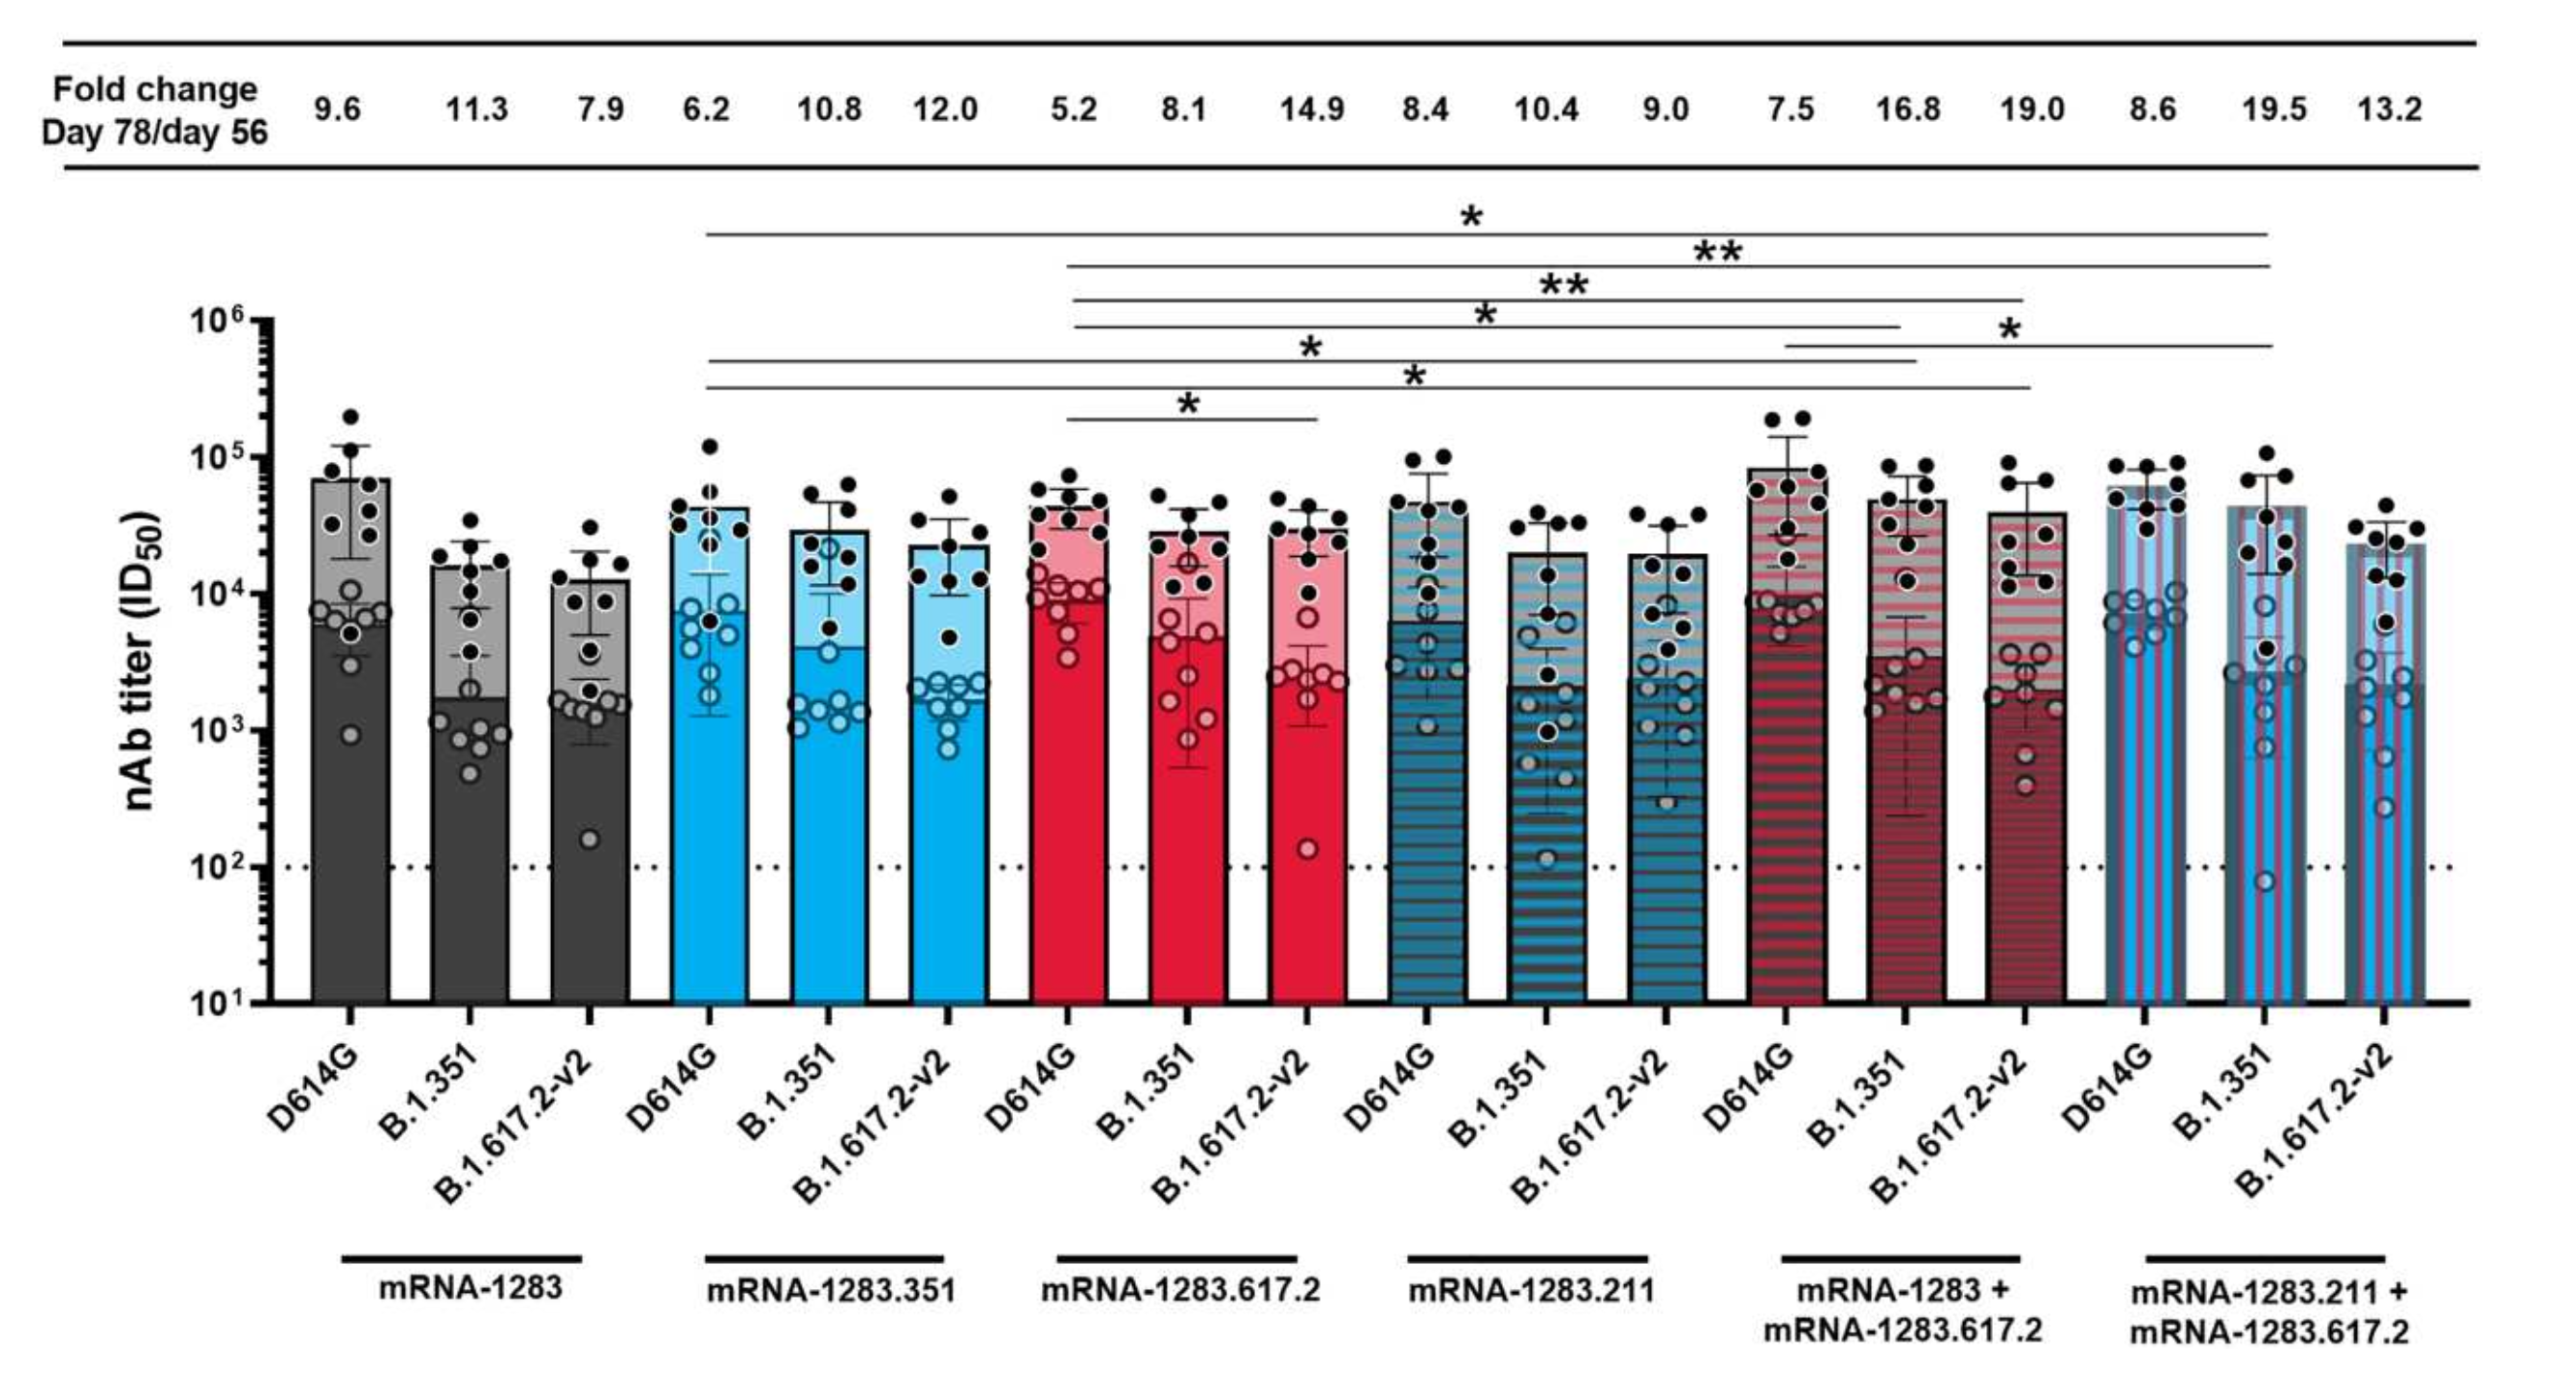 Fold change
Day 78/day 56
9.6 11.3 7.9 6.2 10.8 12.0 5.2 8.1 14.9 8.4 10.4 9.0 7.5 16.8 19.0 8.6 19.5 13.2
*
**
**
*
*
*
*
*
nAb titer (ID50)
10⁶
10⁵
10⁴
10³
10²
10¹
D614G
B.1.351
B.1.617.2-v2
D614G
B.1.351
B.1.617.2-v2
D614G
B.1.351
B.1.617.2-v2
D614G
B.1.351
B.1.617.2-v2
D614G
B.1.351
B.1.617.2-v2
D614G
B.1.351
B.1.617.2-v2
mRNA-1283
mRNA-1283.351
mRNA-1283.617.2
mRNA-1283.211
mRNA-1283 +
mRNA-1283.617.2
mRNA-1283.211 +
mRNA-1283.617.2